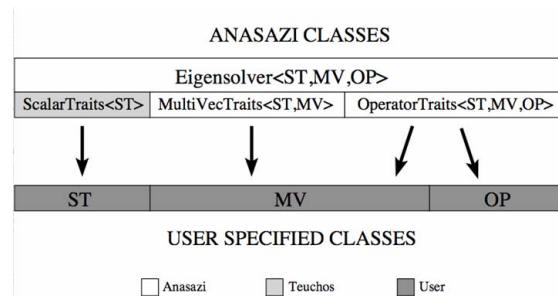 ANASAZI CLASSES
Eigensolver<ST,MV,OP>
ScalarTraits<ST> MultiVecTraits<ST,MV> OperatorTraits<ST,MV,OP>
ST MV OP
USER SPECIFIED CLASSES
Anasazi Teuchos User